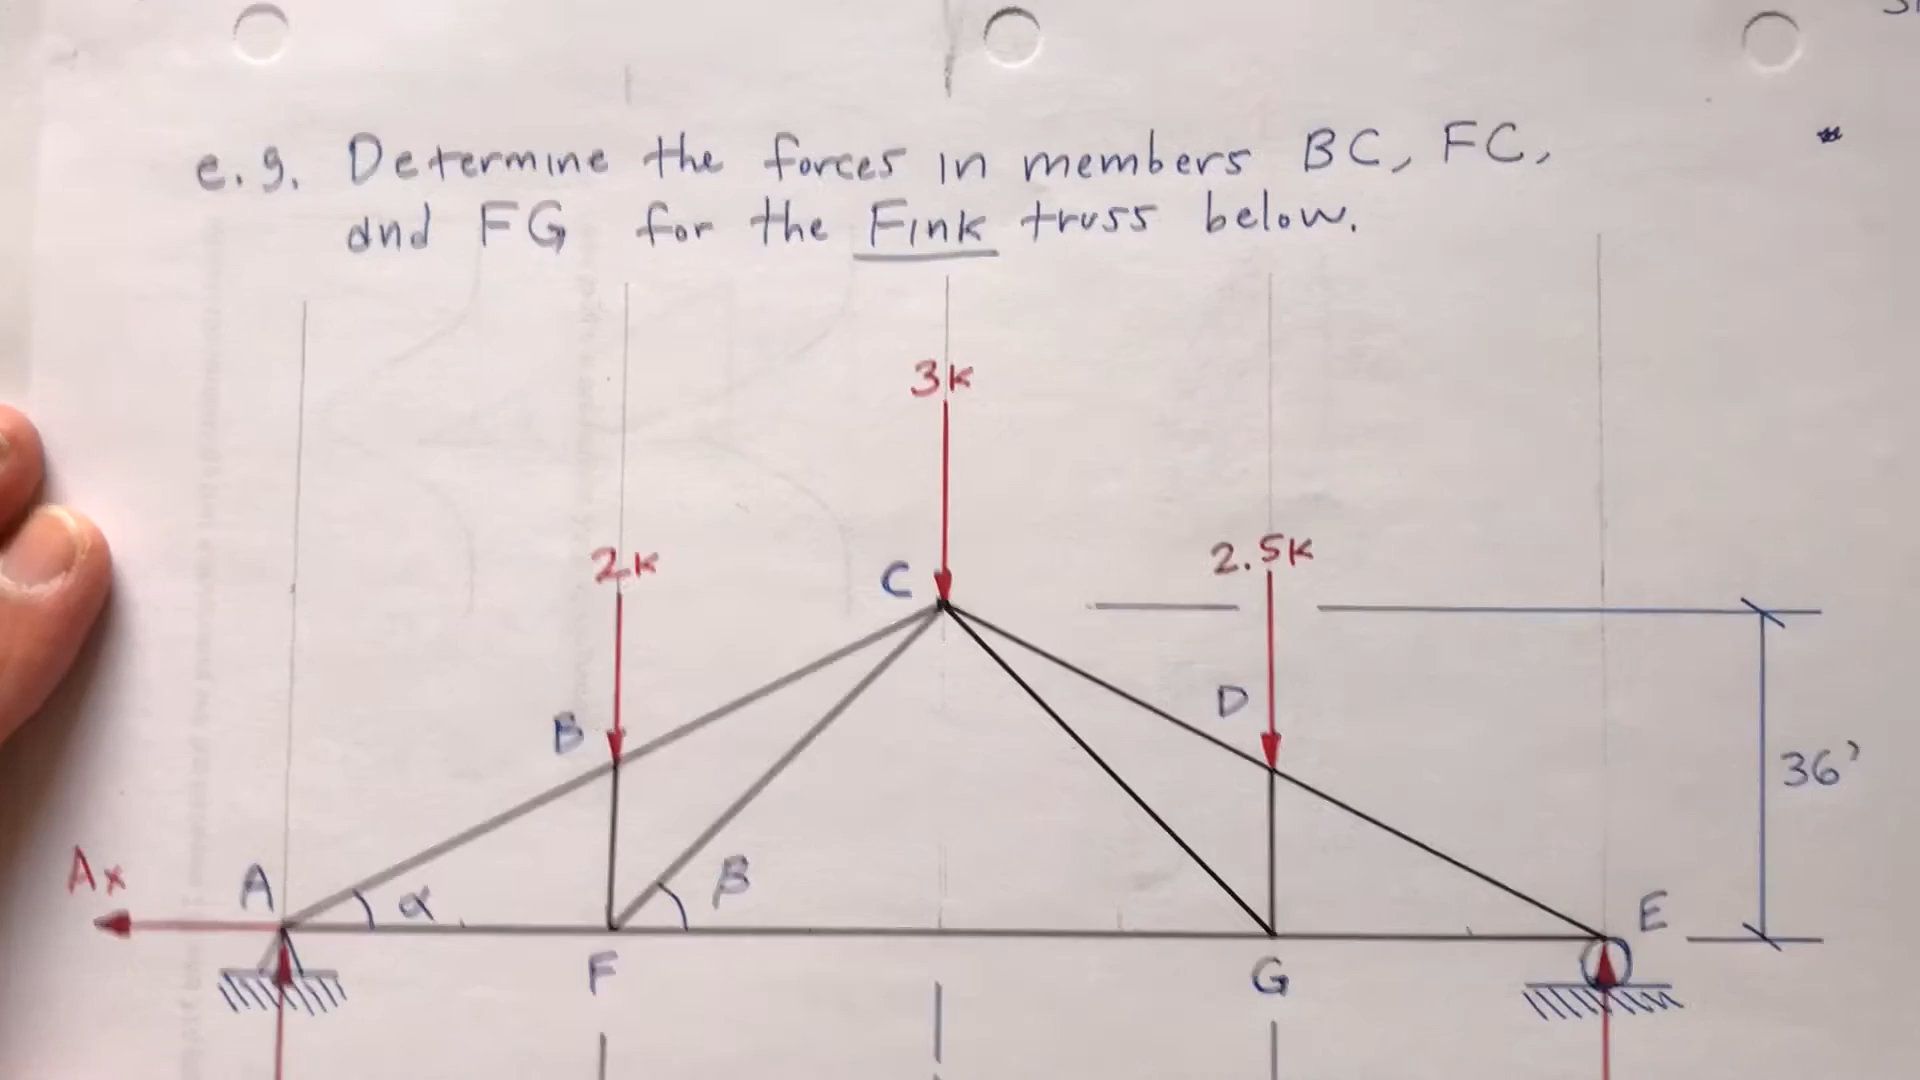 e.g. Determine the forces in members BC, FC,
and FG for the Fink truss below.
3k
2k
2.5k
C
D
B
36'
Ax
A
α
β
E
F
G